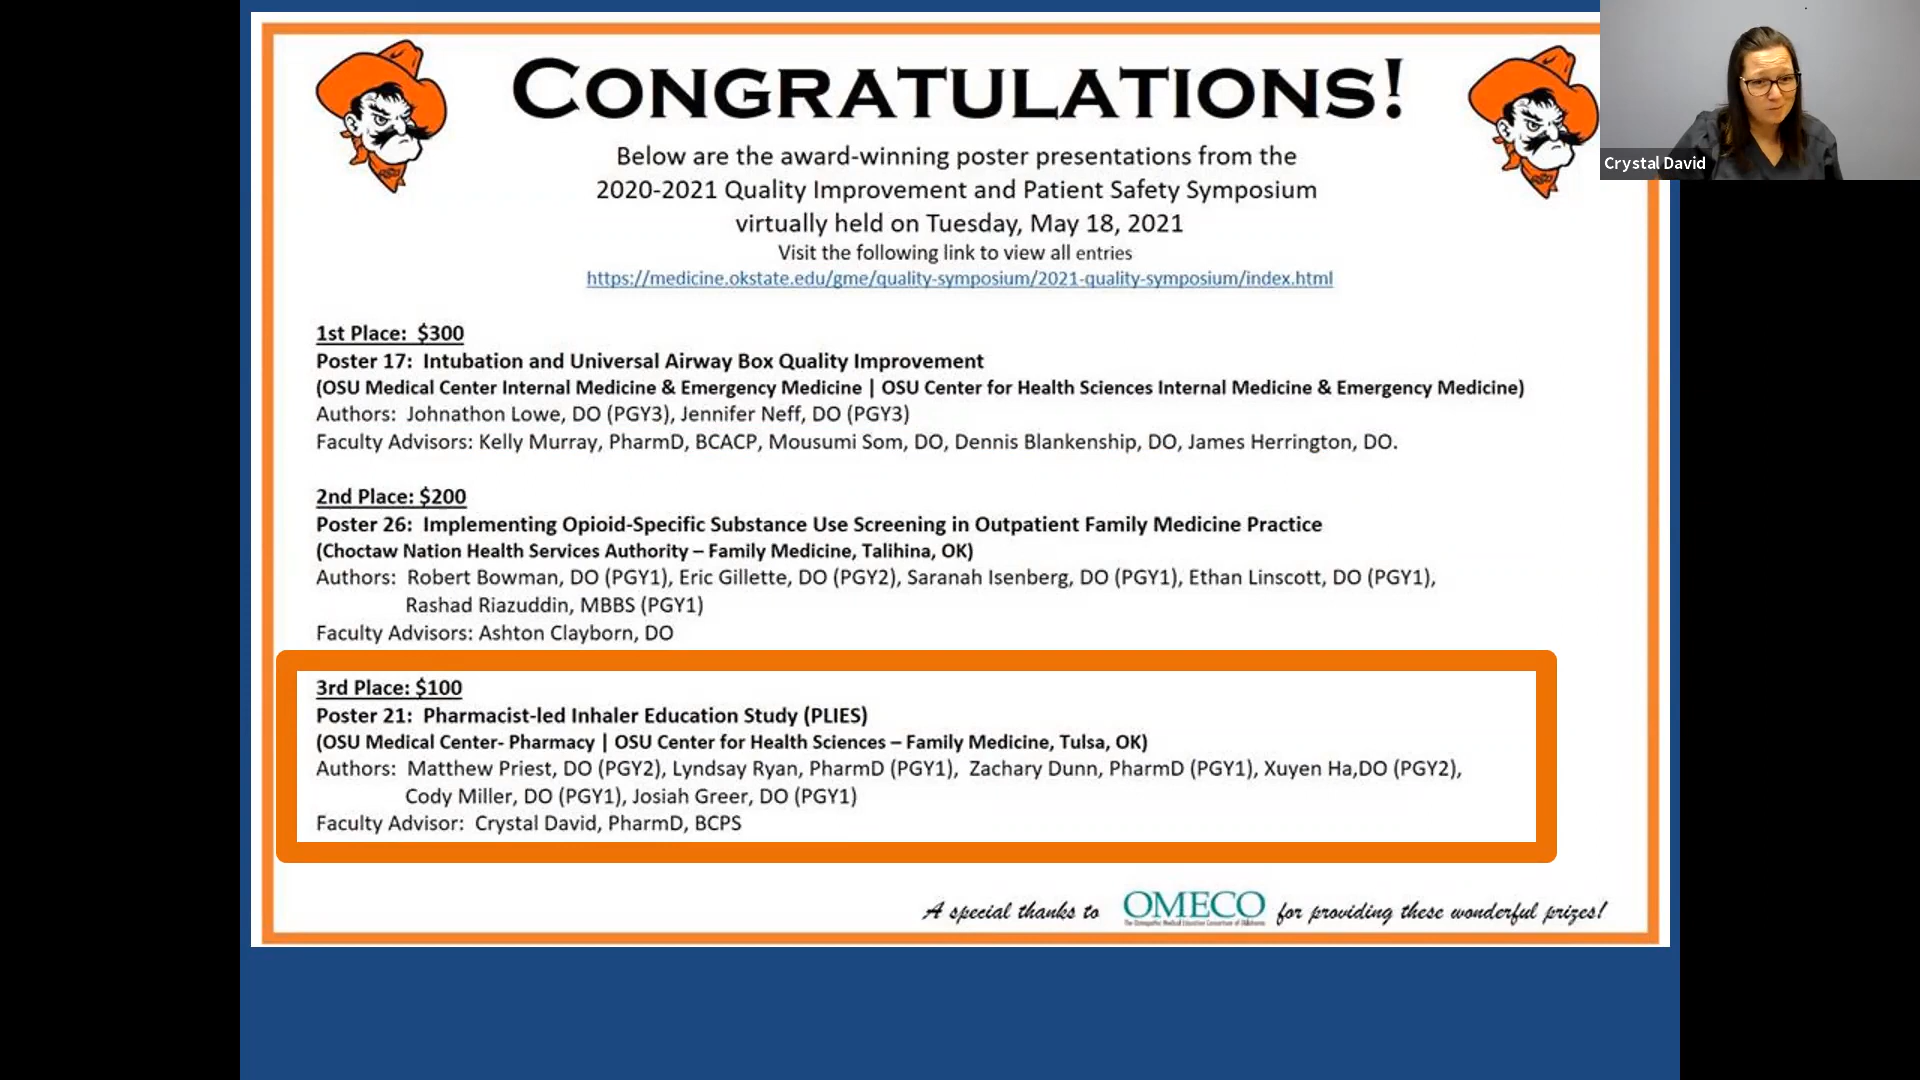 CONGRATULATIONS!
Below are the award-winning poster presentations from the
2020-2021 Quality Improvement and Patient Safety Symposium
virtually held on Tuesday, May 18, 2021
Visit the following link to view all entries
https://medicine.okstate.edu/gme/quality-symposium/2021-quality-symposium/index.html
Crystal David
1st Place: $300
Poster 17: Intubation and Universal Airway Box Quality Improvement
(OSU Medical Center Internal Medicine & Emergency Medicine | OSU Center for Health Sciences Internal Medicine & Emergency Medicine)
Authors: Johnathon Lowe, DO (PGY3), Jennifer Neff, DO (PGY3)
Faculty Advisors: Kelly Murray, PharmD, BCACP, Mousumi Som, DO, Dennis Blankenship, DO, James Herrington, DO.
2nd Place: $200
Poster 26: Implementing Opioid-Specific Substance Use Screening in Outpatient Family Medicine Practice
(Choctaw Nation Health Services Authority – Family Medicine, Talihina, OK)
Authors: Robert Bowman, DO (PGY1), Eric Gillette, DO (PGY2), Saranah Isenberg, DO (PGY1), Ethan Linscott, DO (PGY1),
Rashad Riazuddin, MBBS (PGY1)
Faculty Advisors: Ashton Clayborn, DO
3rd Place: $100
Poster 21: Pharmacist-led Inhaler Education Study (PLIES)
(OSU Medical Center- Pharmacy | OSU Center for Health Sciences – Family Medicine, Tulsa, OK)
Authors: Matthew Priest, DO (PGY2), Lyndsay Ryan, PharmD (PGY1), Zachary Dunn, PharmD (PGY1), Xuyen Ha,DO (PGY2),
Cody Miller, DO (PGY1), Josiah Greer, DO (PGY1)
Faculty Advisor: Crystal David, PharmD, BCPS
A special thanks to OMECO for providing these wonderful prizes!
The Osteopathic Medical Education Consortium of Oklahoma